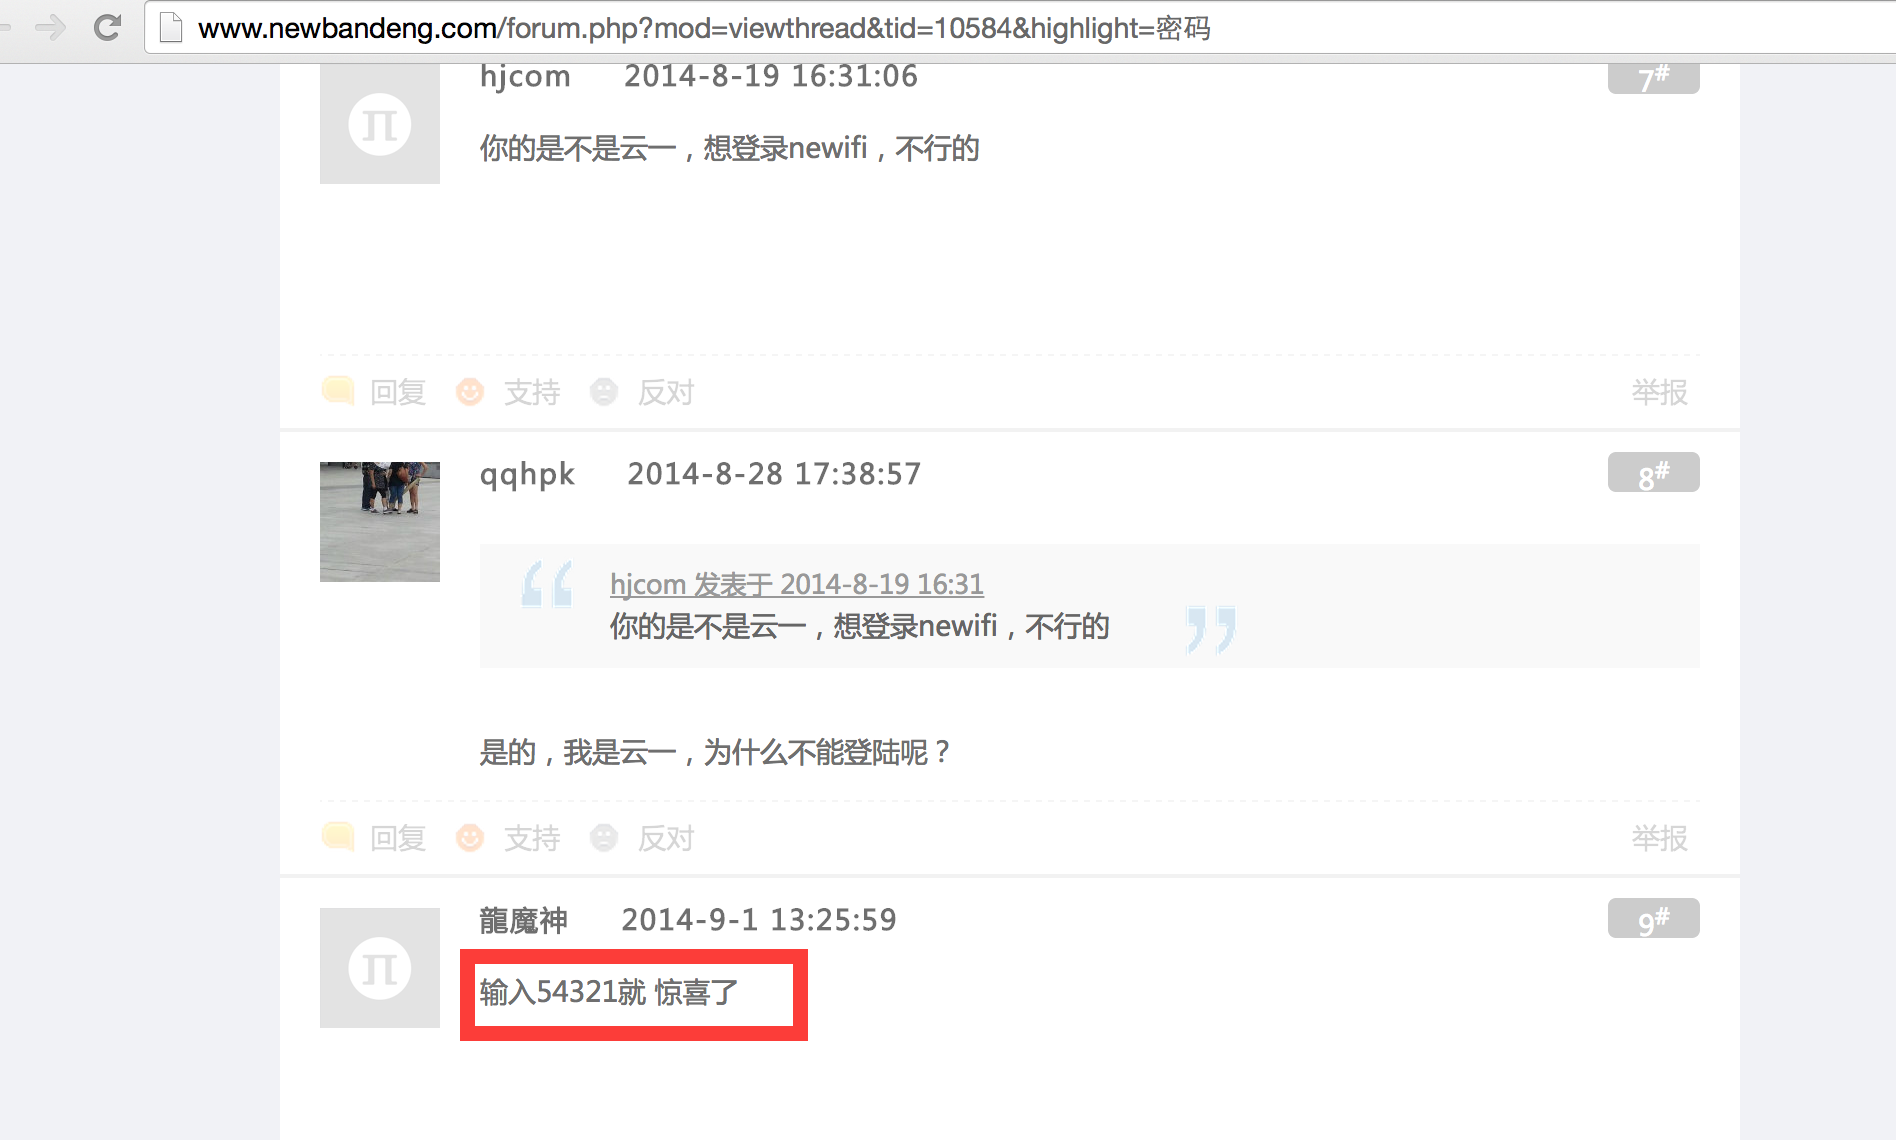 www.newbandeng.com/forum.php?mod=viewthread&tid=10584&highlight=密码
hjcom 2014-8-19 16:31:06 7#
你的是不是云一，想登录newifi，不行的
回复 支持 反对 举报
qqhpk 2014-8-28 17:38:57 8#
hjcom 发表于 2014-8-19 16:31
你的是不是云一，想登录newifi，不行的
是的，我是云一，为什么不能登陆呢？
回复 支持 反对 举报
龍魔神 2014-9-1 13:25:59 9#
输入54321就 惊喜了